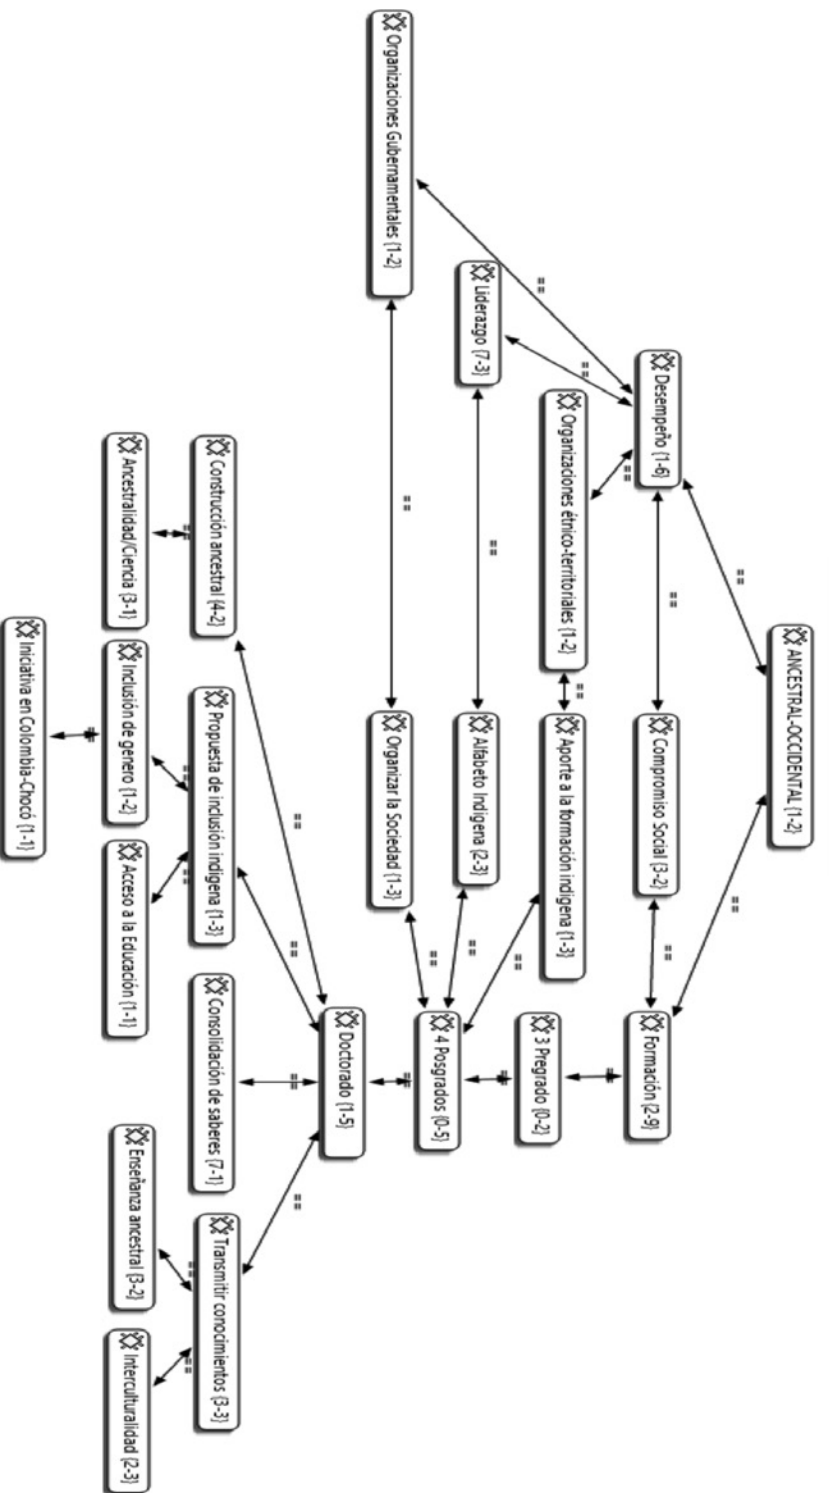 ANCESTRAL-OCCIDENTAL {1-2}
==
==
Desempeño {1-6}
==
Compromiso Social {3-2}
==
Formación {2-9}
==
==
==
==
Organizaciones étnico-territoriales {1-2}
==
Aporte a la formación indigena {1-3}
3 Pregrado {0-2}
Liderazgo {7-3}
==
Alfabeto Indigena {2-3}
==
==
==
4 Posgrados {0-5}
Organizaciones Gubernamentales {1-2}
==
Organizar la Sociedad {1-3}
==
==
Doctorado {1-5}
==
==
==
==
Construcción ancestral {4-2}
Propuesta de inclusión indigena {1-3}
Consolidación de saberes {7-1}
Transmitir conocimientos {3-3}
==
==
==
==
==
Ancestralidad/Ciencia {3-1}
Inclusión de genero {1-2}
Acceso a la Educación {1-1}
Enseñanza ancestral {3-2}
Interculturalidad {2-3}
==
Iniciativa en Colombia-Chocó {1-1}